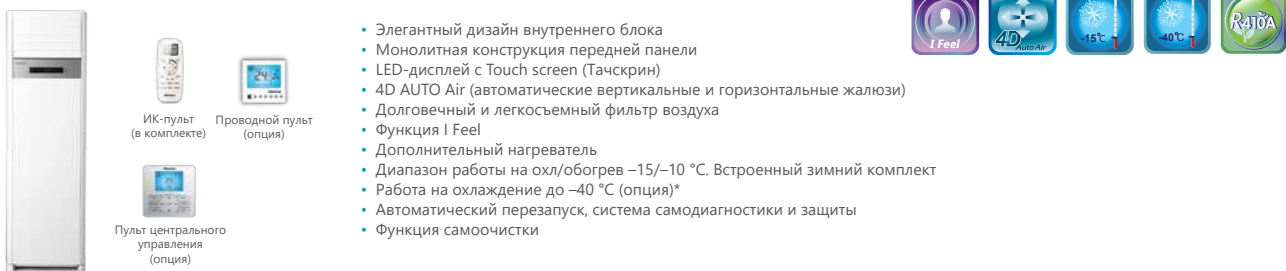 ИК-пульт
(в комплекте)
Проводной пульт
(опция)
Пульт центрального
управления
(опция)
• Элегантный дизайн внутреннего блока
• Монолитная конструкция передней панели
• LED-дисплей с Touch screen (Тачскрин)
• 4D AUTO Air (автоматические вертикальные и горизонтальные жалюзи)
• Долговечный и легкосъемный фильтр воздуха
• Функция I Feel
• Дополнительный нагреватель
• Диапазон работы на охл/обогрев –15/–10 °C. Встроенный зимний комплект
• Работа на охлаждение до –40 °C (опция)*
• Автоматический перезапуск, система самодиагностики и защиты
• Функция самоочистки
I Feel
4D Auto Air
-15°C
-40°C
R410A